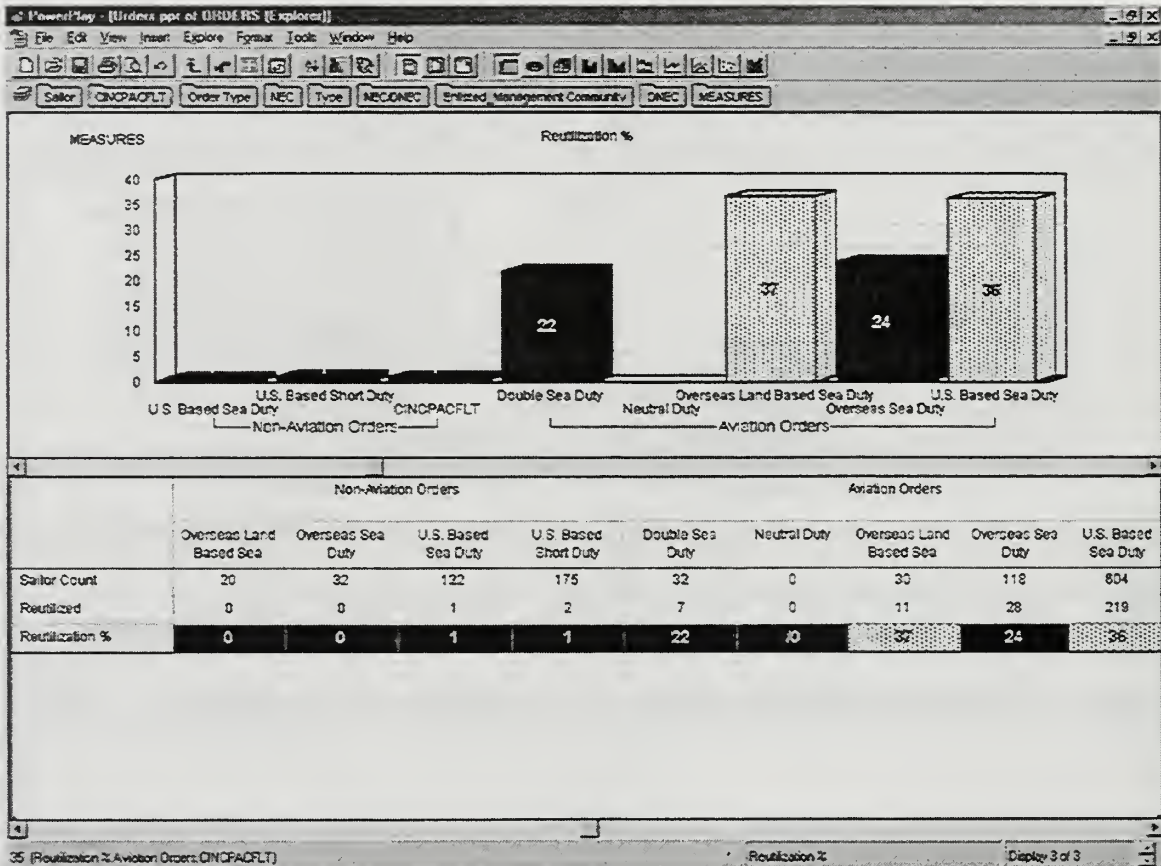 PowerPlay - [Orders ppr of ORDERS (Explorer)]
File Edit View Insert Explore Format Tools Window Help
Sailor CINCPACFLT Order Type NEC Type NEC/DNEC Enlisted_Management Community DNEC MEASURES
MEASURES Reutilization %
40
35
30
25
20
15
10
5
0
22 37 24 36
U.S. Based Sea Duty U.S. Based Short Duty CINCPACFLT Double Sea Duty Neutral Duty Overseas Land Based Sea Duty Overseas Sea Duty U.S. Based Sea Duty
Non-Aviation Orders Aviation Orders
Non-Aviation Orders Aviation Orders
Overseas Land Overseas Sea U.S. Based U.S. Based Double Sea Neutral Duty Overseas Land Overseas Sea U.S. Based
Based Sea Duty Sea Duty Short Duty Duty Based Sea Duty Sea Duty
Sailor Count 20 32 122 175 32 0 30 118 604
Reutilized 0 0 1 2 7 0 11 28 219
Reutilization % 0 0 1 1 22 /0 37 24 36
35 (Reutilization %,Aviation Orders,CINCPACFLT) Reutilization % Display 3 of 3